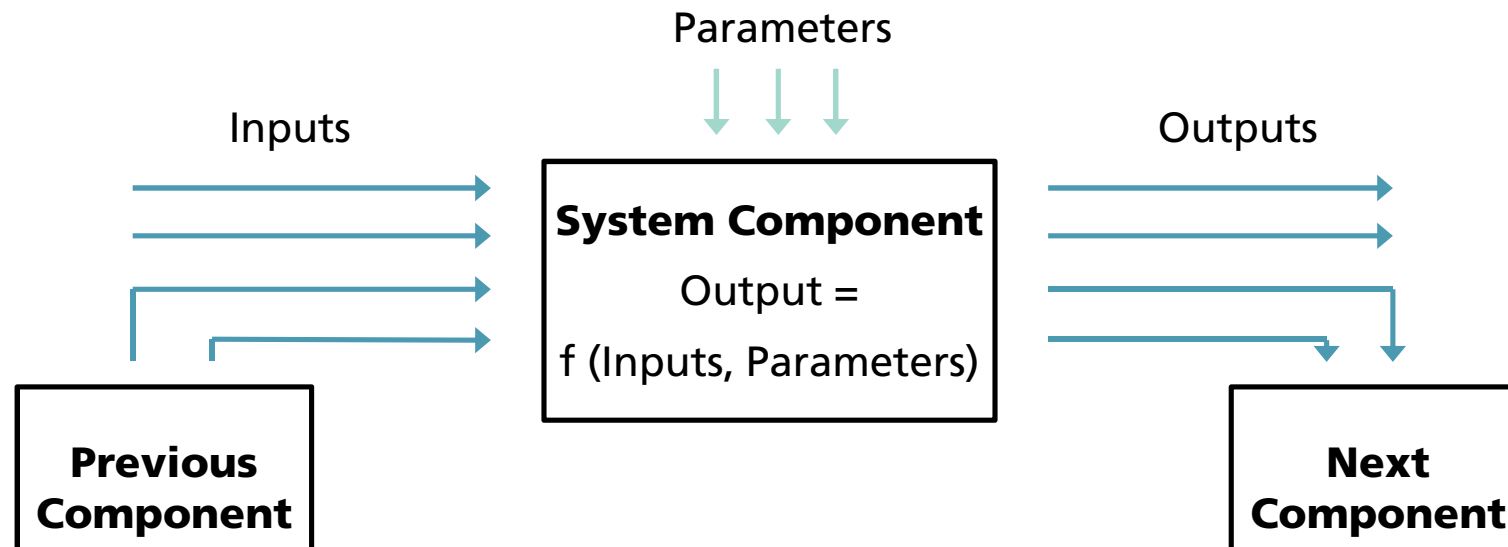 Parameters
Inputs
Outputs
System Component
Output =
f (Inputs, Parameters)
Previous
Component
Next
Component